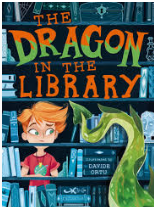 THE
DRAGON
IN THE
LIBRARY
Illustrated by
DAVIDE
ORTU